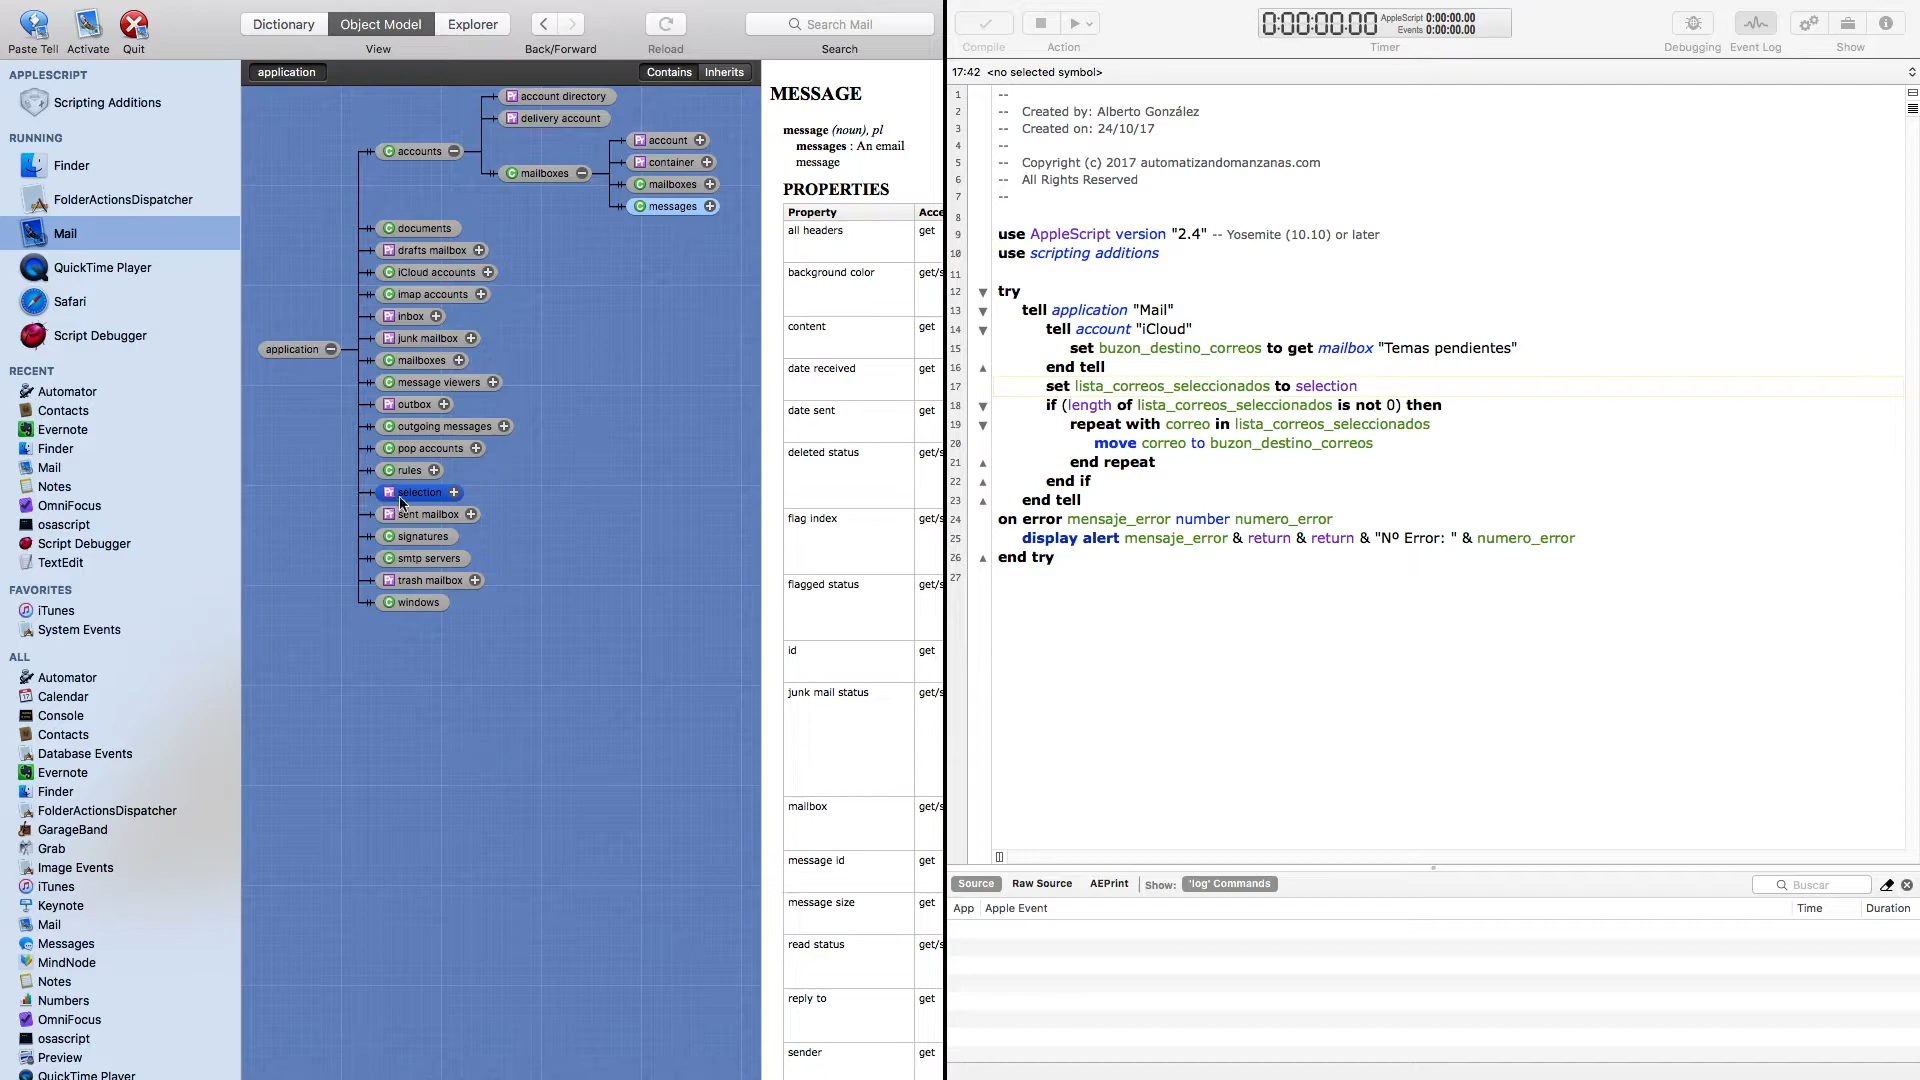 Paste Tell
Activate
Quit
Dictionary
Object Model
Explorer
View
Back/Forward
Reload
Search Mail
Search
APPLESCRIPT
Scripting Additions
RUNNING
Finder
FolderActionsDispatcher
Mail
QuickTime Player
Safari
Script Debugger
RECENT
Automator
Contacts
Evernote
Finder
Mail
Notes
OmniFocus
osascript
Script Debugger
TextEdit
FAVORITES
iTunes
System Events
ALL
Automator
Calendar
Console
Contacts
Database Events
Evernote
Finder
FolderActionsDispatcher
GarageBand
Grab
Image Events
iTunes
Keynote
Mail
Messages
MindNode
Notes
Numbers
OmniFocus
osascript
Preview
QuickTime Player
application
Contains
Inherits
application
accounts
account directory
delivery account
mailboxes
account
container
mailboxes
messages
documents
drafts mailbox
iCloud accounts
imap accounts
inbox
junk mailbox
mailboxes
message viewers
outbox
outgoing messages
pop accounts
rules
selection
sent mailbox
signatures
smtp servers
trash mailbox
windows
MESSAGE
message (noun), pl
messages : An email
message
PROPERTIES
Property Acce
all headers get
background color get/s
content get
date received get
date sent get
deleted status get/s
flag index get/s
flagged status get/s
id get
junk mail status get/s
mailbox get/s
message id get
message size get
read status get/s
reply to get
sender get
Compile
Action
0:00:00.00
AppleScript 0:00:00.00
Events 0:00:00.00
Timer
Debugging
Event Log
Show
17:42 <no selected symbol>
1 --
2 -- Created by: Alberto González
3 -- Created on: 24/10/17
4 --
5 -- Copyright (c) 2017 automatizandomanzanas.com
6 -- All Rights Reserved
7 --
8
9 use AppleScript version "2.4" -- Yosemite (10.10) or later
10 use scripting additions
11
12 try
13 tell application "Mail"
14 tell account "iCloud"
15 set buzon_destino_correos to get mailbox "Temas pendientes"
16 end tell
17 set lista_correos_seleccionados to selection
18 if (length of lista_correos_seleccionados is not 0) then
19 repeat with correo in lista_correos_seleccionados
20 move correo to buzon_destino_correos
21 end repeat
22 end if
23 end tell
24 on error mensaje_error number numero_error
25 display alert mensaje_error & return & return & "Nº Error: " & numero_error
26 end try
27
Source
Raw Source
AEPrint
Show:
'log' Commands
Buscar
App
Apple Event
Time
Duration